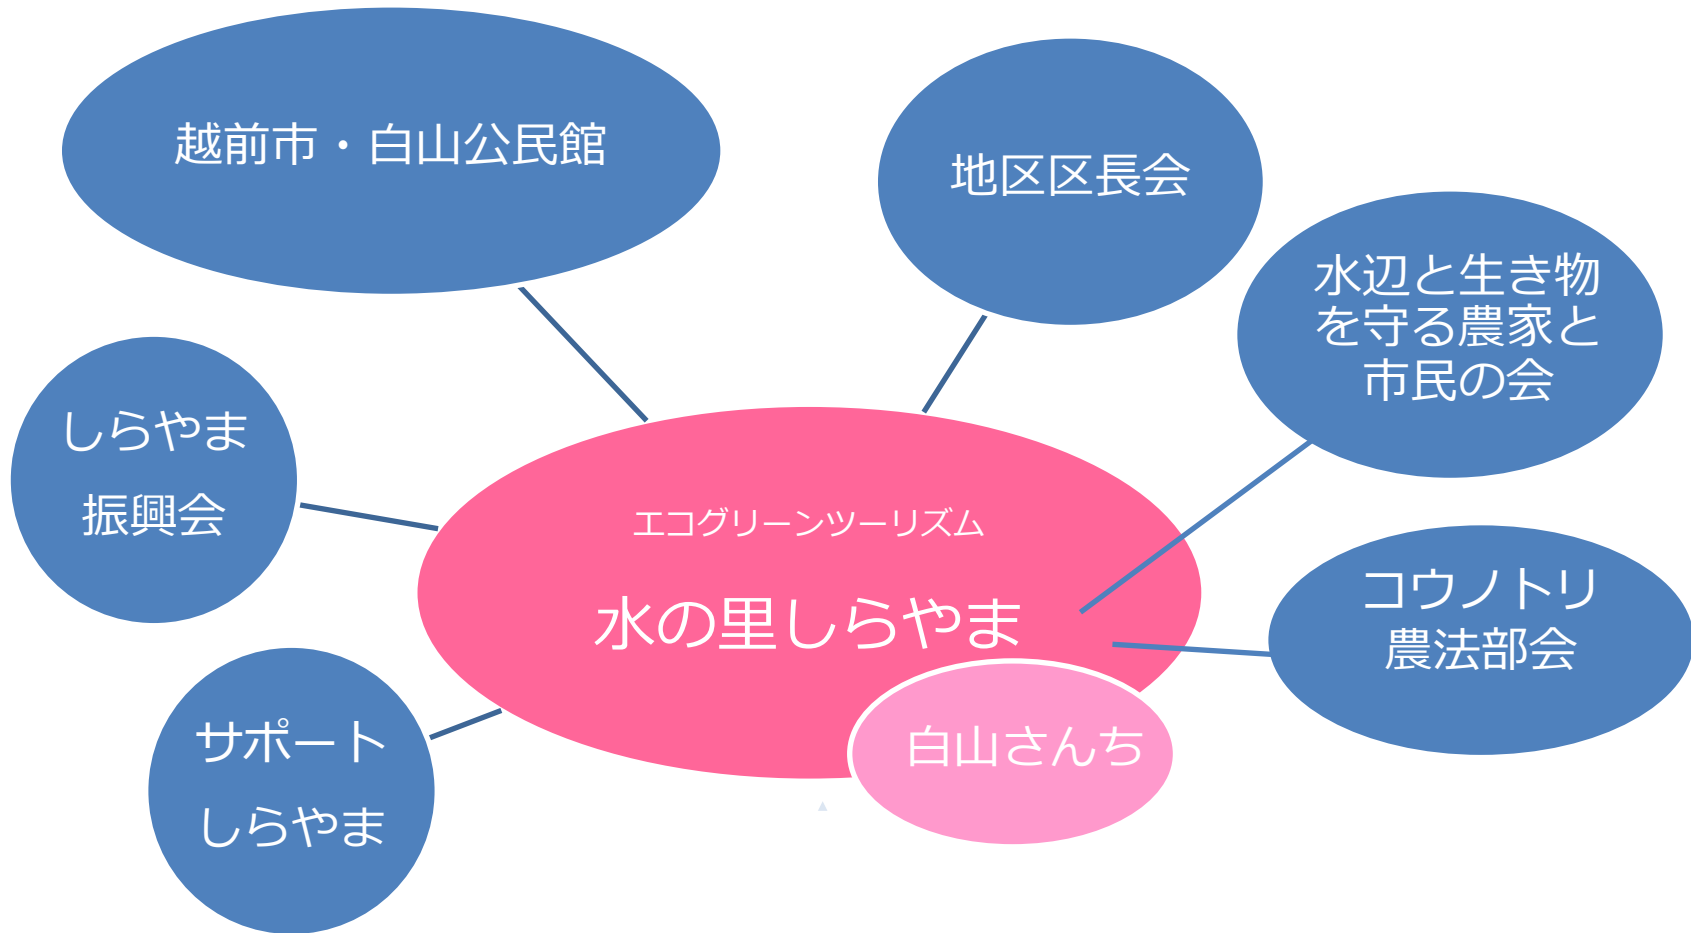 越前市・白山公民館
地区区長会
水辺と生き物
を守る農家と
市民の会
しらやま
振興会
エコグリーンツーリズム
水の里しらやま
コウノトリ
農法部会
サポート
しらやま
白山さんち